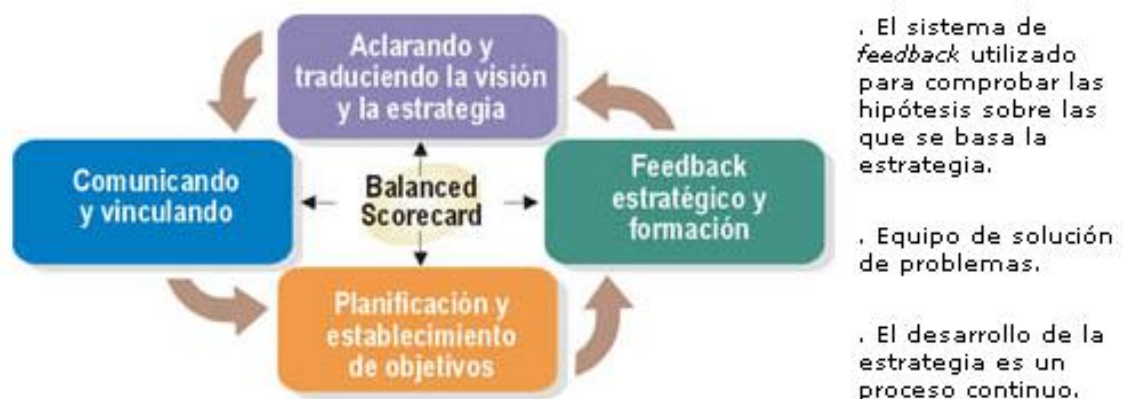 Aclarando y
traduciendo la visión
y la estrategia
Comunicando
y vinculando
Balanced
Scorecard
Feedback
estratégico y
formación
Planificación y
establecimiento
de objetivos
. El sistema de
feedback utilizado
para comprobar las
hipótesis sobre las
que se basa la
estrategia.
. Equipo de solución
de problemas.
. El desarrollo de la
estrategia es un
proceso continuo.